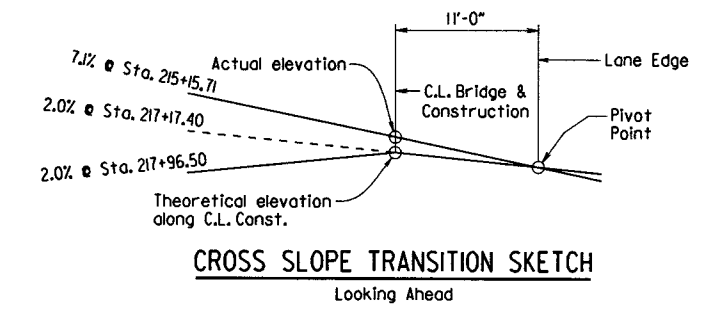 11'-0"
7.1% @ Sta. 215+15.71
Actual elevation
Lane Edge
C.L. Bridge &
Construction
2.0% @ Sta. 217+17.40
Pivot
Point
2.0% @ Sta. 217+96.50
Theoretical elevation
along C.L. Const.
CROSS SLOPE TRANSITION SKETCH
Looking Ahead